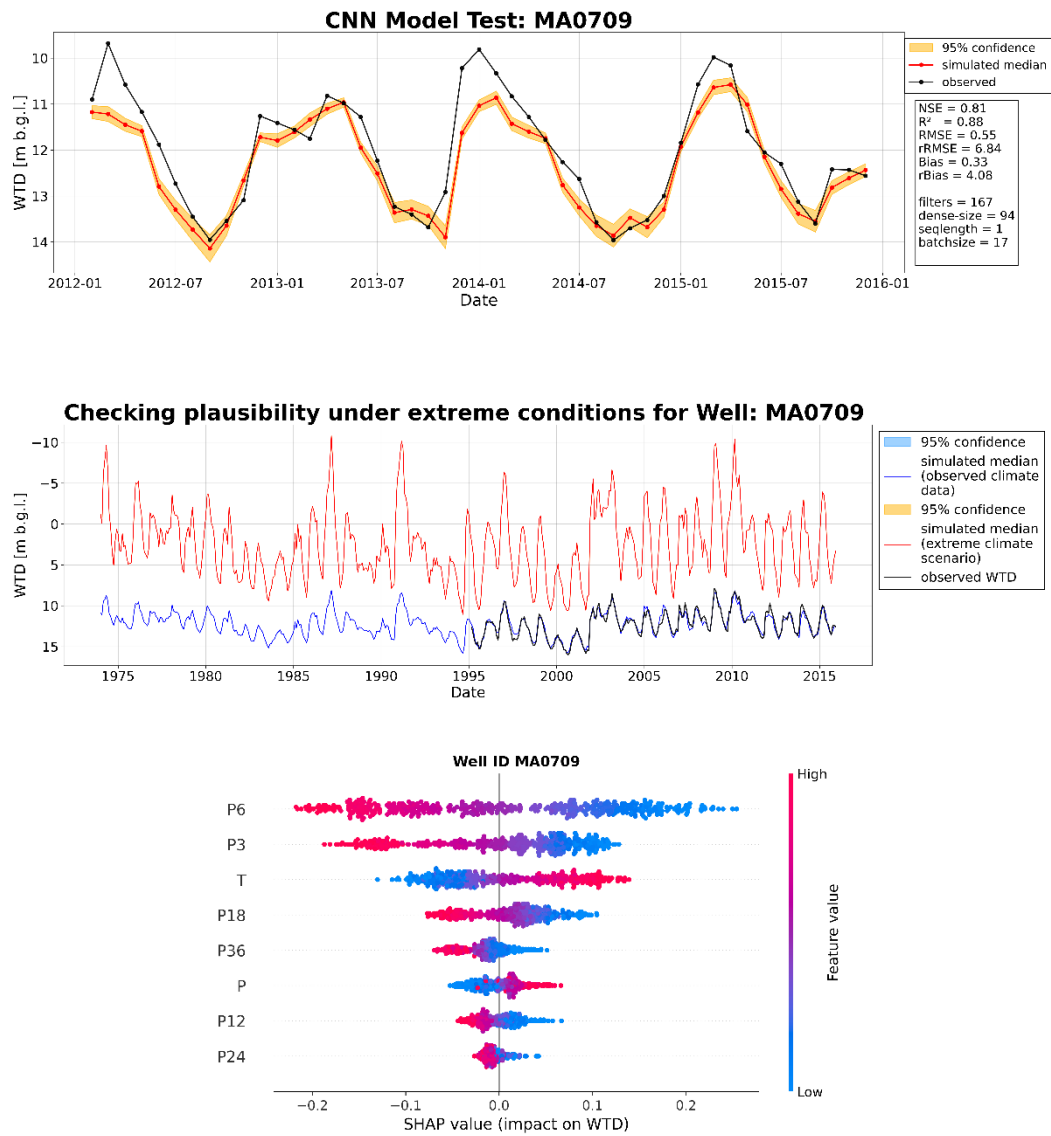 CNN Model Test: MA0709
WTD [m b.g.l.]
10
11
12
13
14
2012-01
2012-07
2013-01
2013-07
2014-01
2014-07
2015-01
2015-07
2016-01
Date
95% confidence
simulated median
observed
NSE = 0.81
R² = 0.88
RMSE = 0.55
rRMSE = 6.84
Bias = 0.33
rBias = 4.08
filters = 167
dense-size = 94
seqlength = 1
batchsize = 17
Checking plausibility under extreme conditions for Well: MA0709
WTD [m b.g.l.]
−10
−5
0
5
10
15
1975
1980
1985
1990
1995
2000
2005
2010
2015
Date
95% confidence
simulated median
(observed climate
data)
95% confidence
simulated median
(extreme climate
scenario)
observed WTD
Well ID MA0709
P6
P3
T
P18
P36
P
P12
P24
−0.2
−0.1
0.0
0.1
0.2
SHAP value (impact on WTD)
High
Feature value
Low